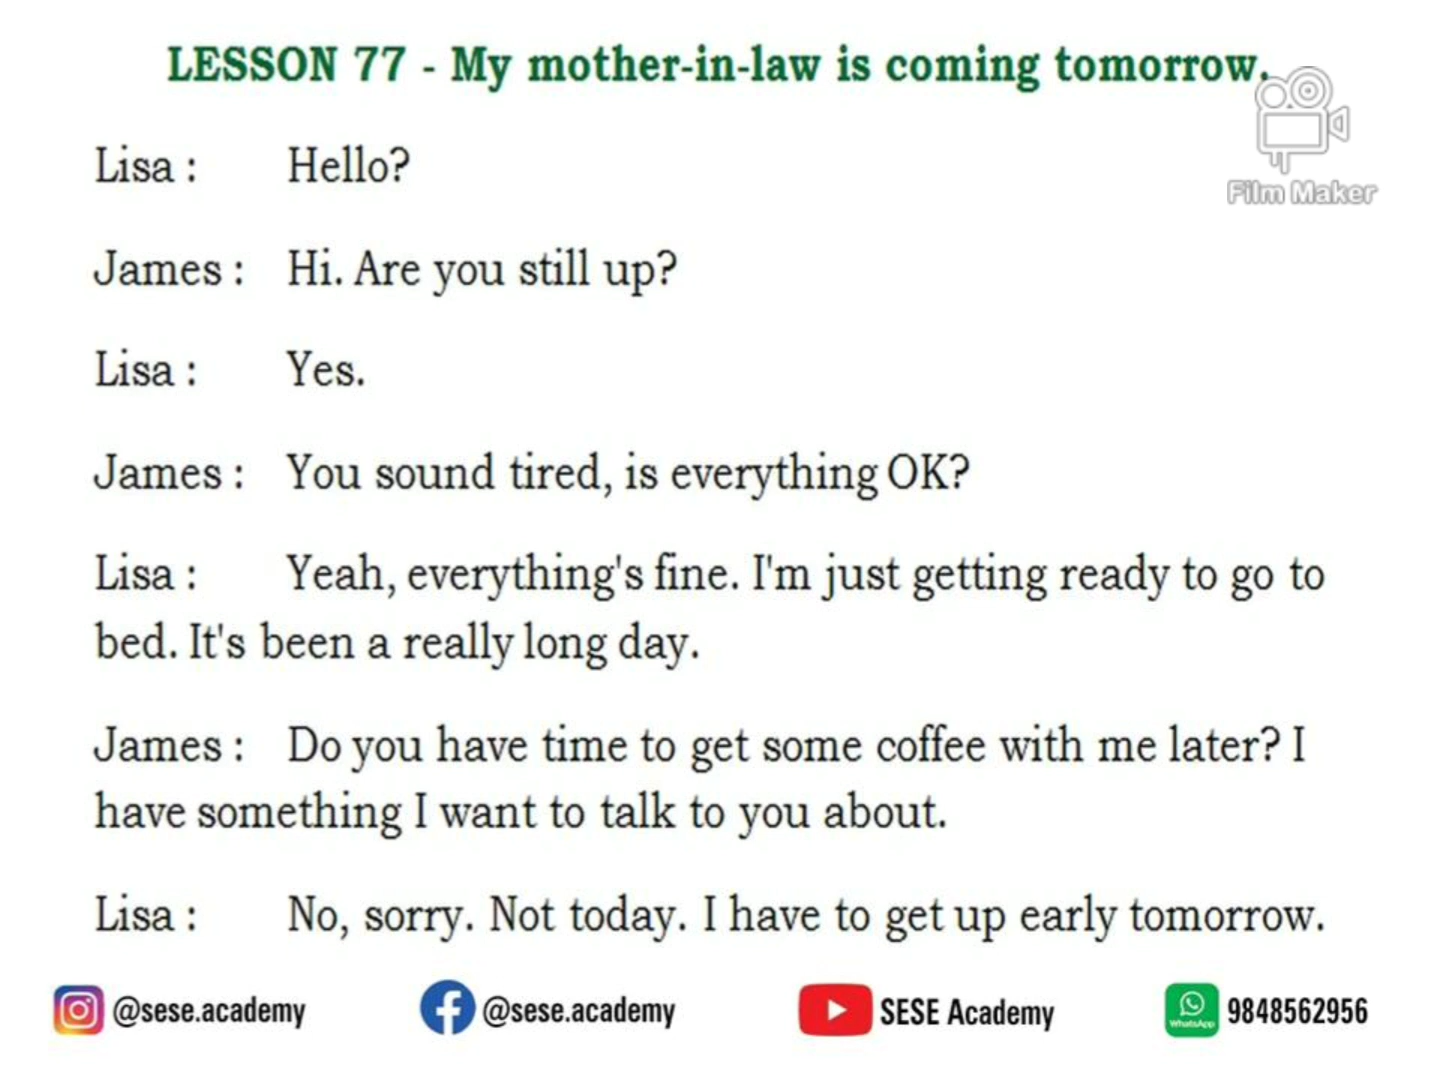 LESSON 77 - My mother-in-law is coming tomorrow.
Film Maker
Lisa : Hello?
James : Hi. Are you still up?
Lisa : Yes.
James : You sound tired, is everything OK?
Lisa : Yeah, everything's fine. I'm just getting ready to go to
bed. It's been a really long day.
James : Do you have time to get some coffee with me later? I
have something I want to talk to you about.
Lisa : No, sorry. Not today. I have to get up early tomorrow.
@sese.academy @sese.academy SESE Academy WhatsApp 9848562956